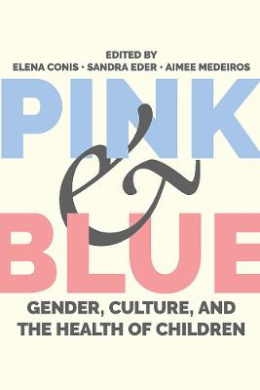 EDITED BY
ELENA CONIS • SANDRA EDER • AIMEE MEDEIROS
PINK
&
BLUE
GENDER, CULTURE, AND
THE HEALTH OF CHILDREN